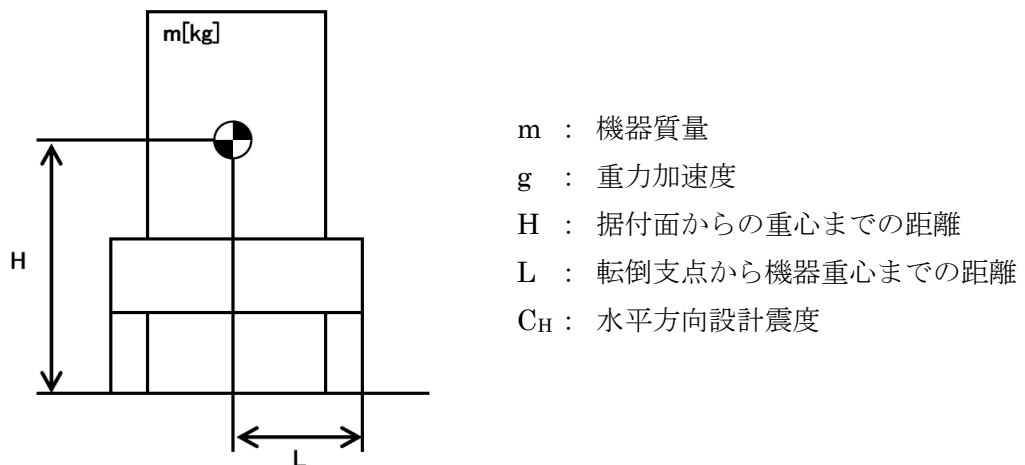 m[kg]
H
L
m : 機器質量
g : 重力加速度
H : 据付面からの重心までの距離
L : 転倒支点から機器重心までの距離
CH : 水平方向設計震度